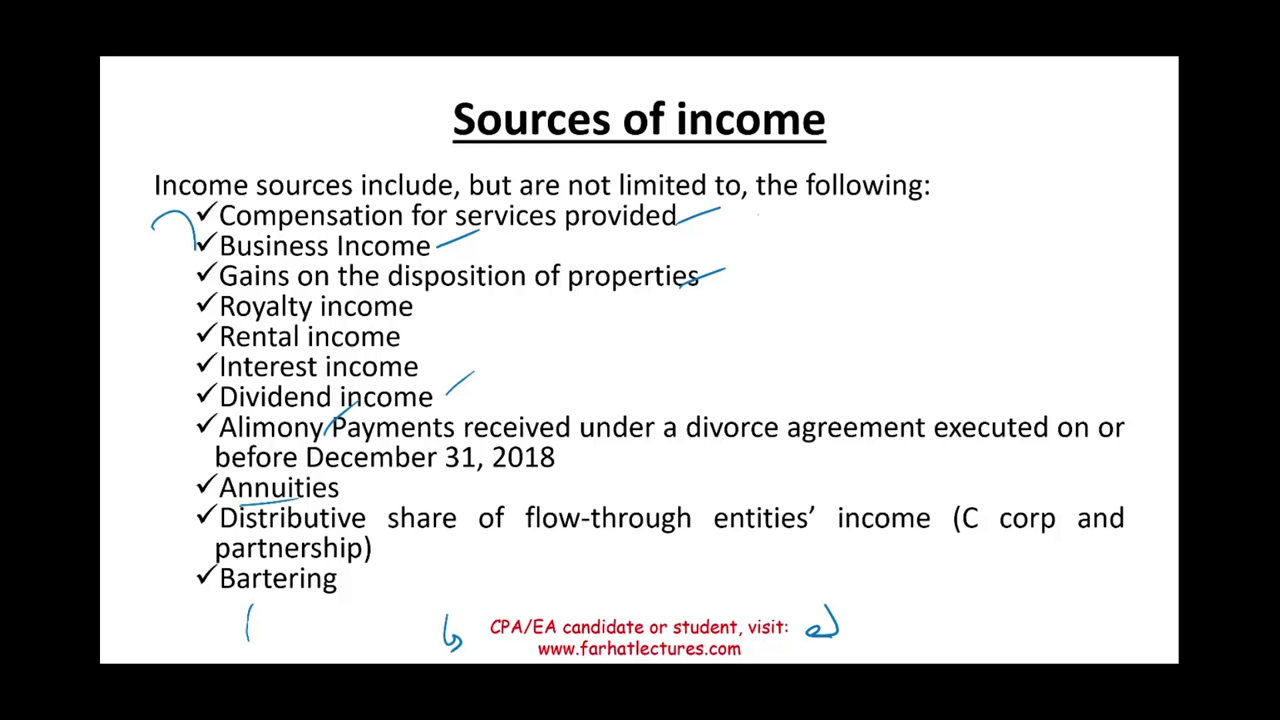 Sources of income
Income sources include, but are not limited to, the following:
✓Compensation for services provided
✓Business Income
✓Gains on the disposition of properties
✓Royalty income
✓Rental income
✓Interest income
✓Dividend income
✓Alimony Payments received under a divorce agreement executed on or
before December 31, 2018
✓Annuities
✓Distributive share of flow-through entities’ income (C corp and
partnership)
✓Bartering
CPA/EA candidate or student, visit:
www.farhatlectures.com